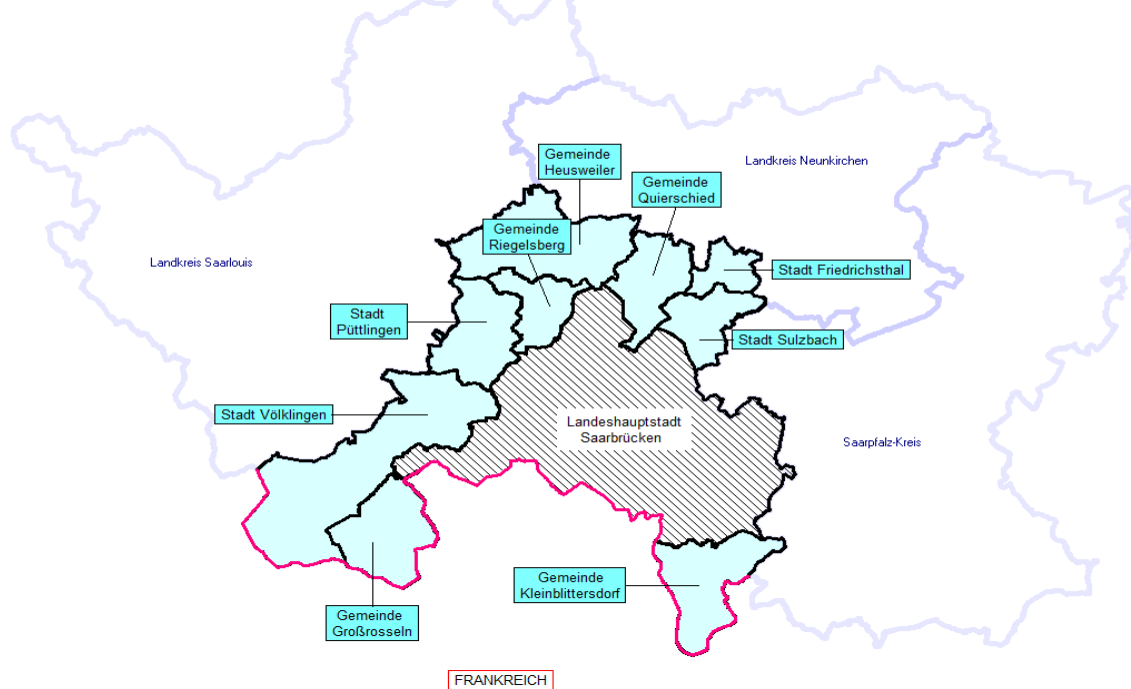 Gemeinde
Heusweiler
Landkreis Neunkirchen
Gemeinde
Quierschied
Gemeinde
Riegelsberg
Landkreis Saarlouis
Stadt Friedrichsthal
Stadt
Püttlingen
Stadt Sulzbach
Stadt Völklingen
Landeshauptstadt
Saarbrücken
Saarpfalz-Kreis
Gemeinde
Kleinblittersdorf
Gemeinde
Großrosseln
FRANKREICH